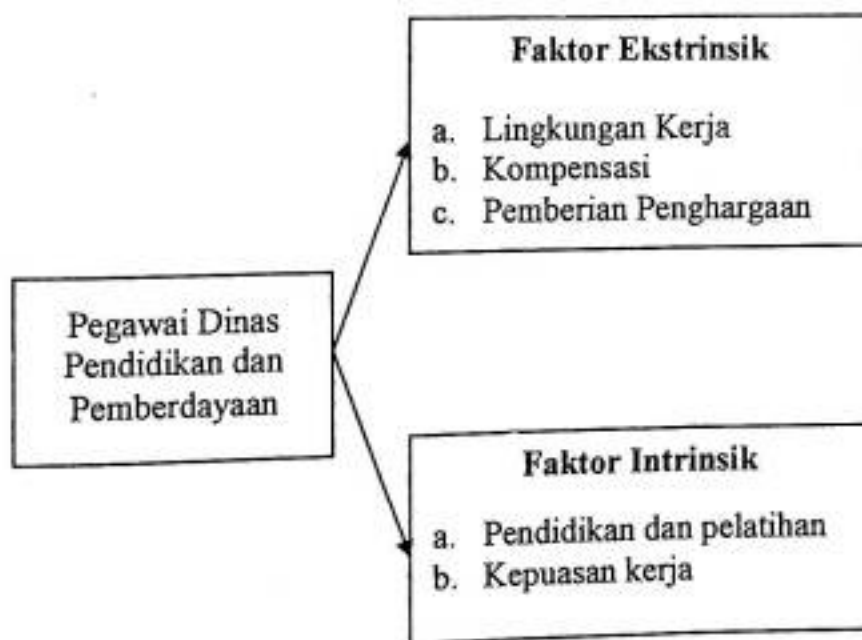 Faktor Ekstrinsik
a. Lingkungan Kerja
b. Kompensasi
c. Pemberian Penghargaan
Pegawai Dinas
Pendidikan dan
Pemberdayaan
Faktor Intrinsik
a. Pendidikan dan pelatihan
b. Kepuasan kerja